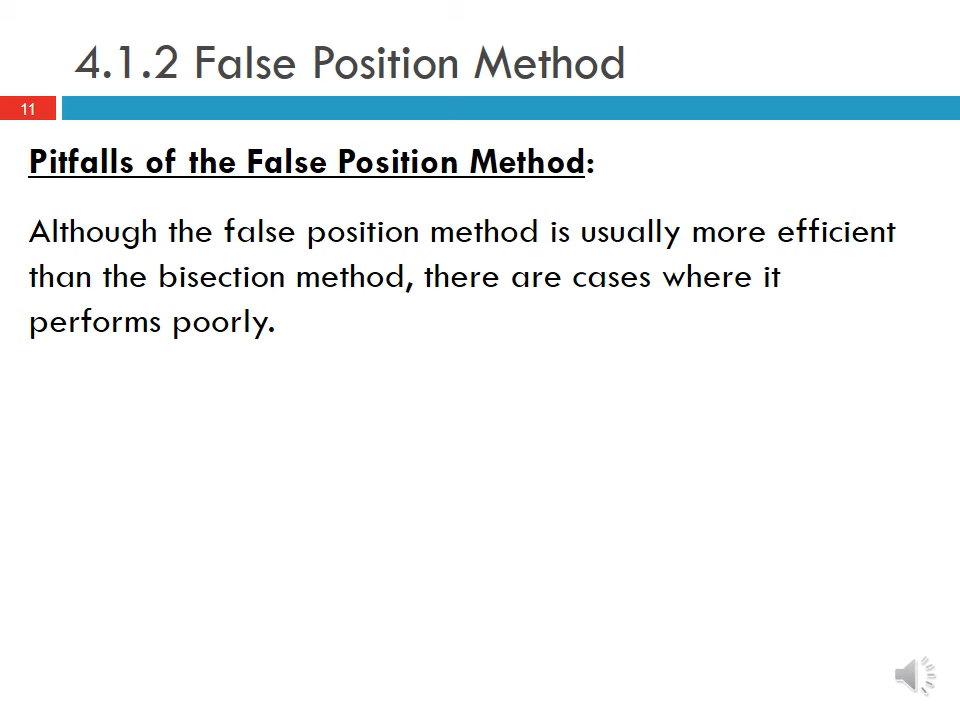 4.1.2 False Position Method
11
Pitfalls of the False Position Method:
Although the false position method is usually more efficient
than the bisection method, there are cases where it
performs poorly.